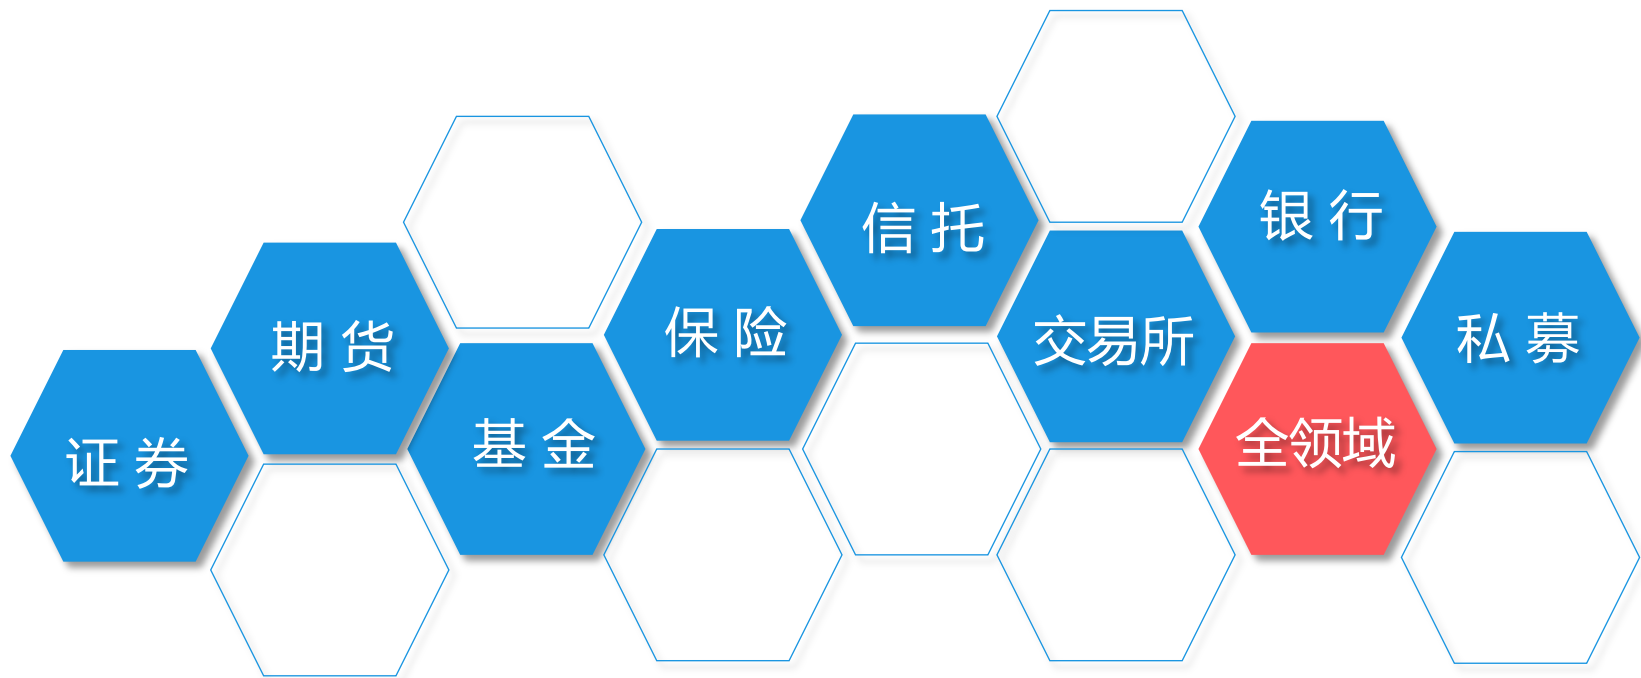 证券
期货
基金
保险
信托
交易所
银行
全领域
私募